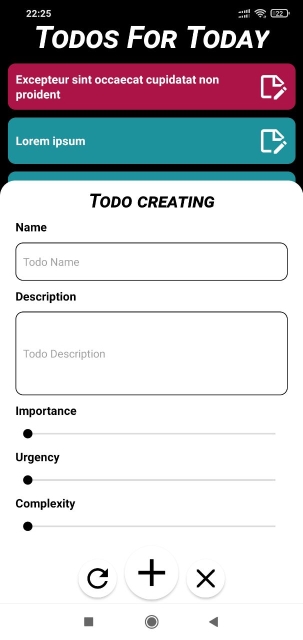 22:25
22
Todos For Today
Excepteur sint occaecat cupidatat non
proident
Lorem ipsum
Todo creating
Name
Todo Name
Description
Todo Description
Importance
Urgency
Complexity